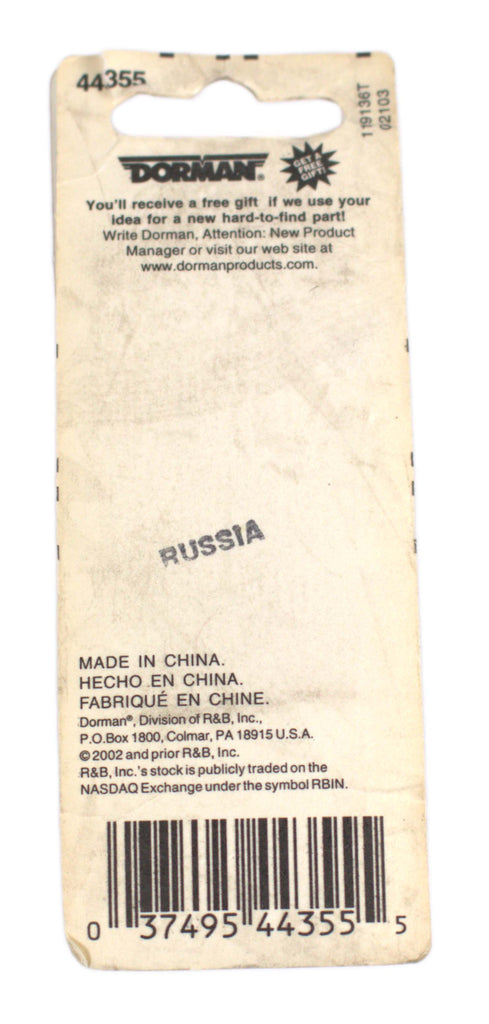 44355
119136T
02103
DORMAN®
GET A
FREE
GIFT!
You'll receive a free gift if we use your
idea for a new hard-to-find part!
Write Dorman, Attention: New Product
Manager or visit our web site at
www.dormanproducts.com.
RUSSIA
MADE IN CHINA.
HECHO EN CHINA.
FABRIQUÉ EN CHINE.
Dorman®, Division of R&B, Inc.,
P.O.Box 1800, Colmar, PA 18915 U.S.A.
© 2002 and prior R&B, Inc.
R&B, Inc.'s stock is publicly traded on the
NASDAQ Exchange under the symbol RBIN.
0 37495 44355 5